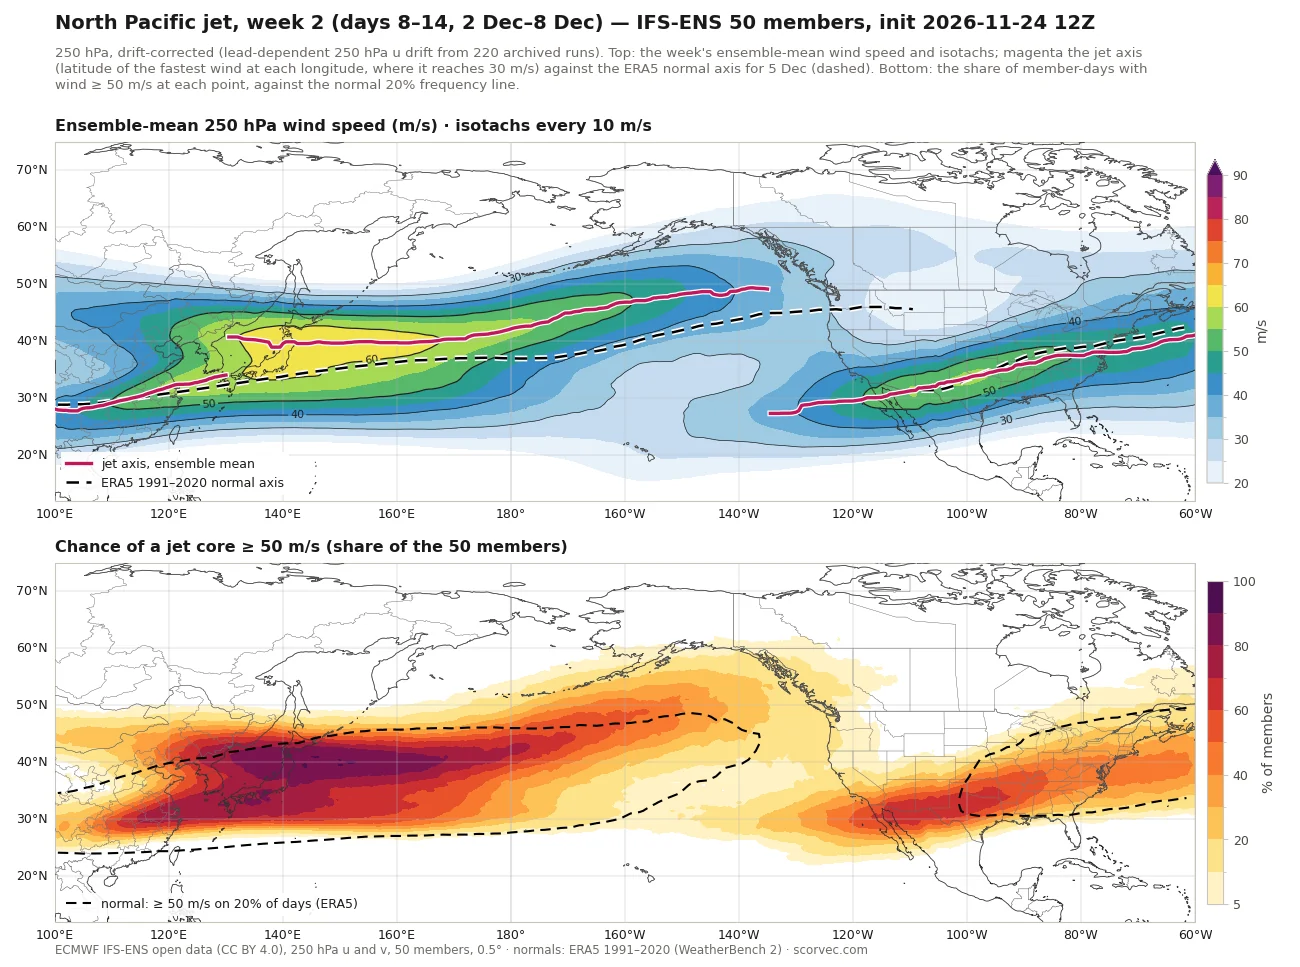 North Pacific jet, week 2 (days 8–14, 2 Dec–8 Dec) — IFS-ENS 50 members, init 2026-11-24 12Z
250 hPa, drift-corrected (lead-dependent 250 hPa u drift from 220 archived runs). Top: the week's ensemble-mean wind speed and isotachs; magenta the jet axis
(latitude of the fastest wind at each longitude, where it reaches 30 m/s) against the ERA5 normal axis for 5 Dec (dashed). Bottom: the share of member-days with
wind ≥ 50 m/s at each point, against the normal 20% frequency line.
Ensemble-mean 250 hPa wind speed (m/s) · isotachs every 10 m/s
70°N
60°N
50°N
40°N
30°N
20°N
30
60
50
40
40
50
30
jet axis, ensemble mean
ERA5 1991–2020 normal axis
100°E 120°E 140°E 160°E 180° 160°W 140°W 120°W 100°W 80°W 60°W
90
80
70
60
50
40
30
20
m/s
Chance of a jet core ≥ 50 m/s (share of the 50 members)
70°N
60°N
50°N
40°N
30°N
20°N
normal: ≥ 50 m/s on 20% of days (ERA5)
100°E 120°E 140°E 160°E 180° 160°W 140°W 120°W 100°W 80°W 60°W
100
80
60
40
20
5
% of members
ECMWF IFS-ENS open data (CC BY 4.0), 250 hPa u and v, 50 members, 0.5° · normals: ERA5 1991–2020 (WeatherBench 2) · scorvec.com